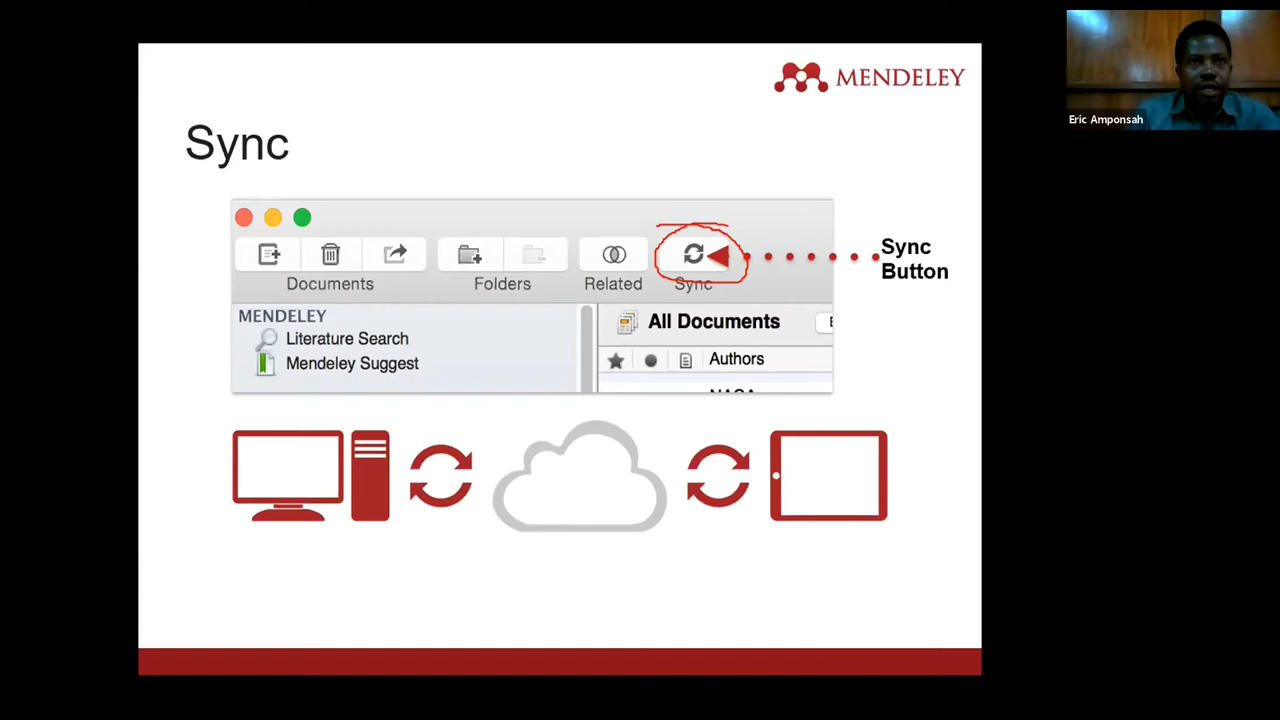 MENDELEY
Eric Amponsah
Sync
Sync
Button
Documents
Folders
Related
Sync
MENDELEY
Literature Search
Mendeley Suggest
All Documents
Authors